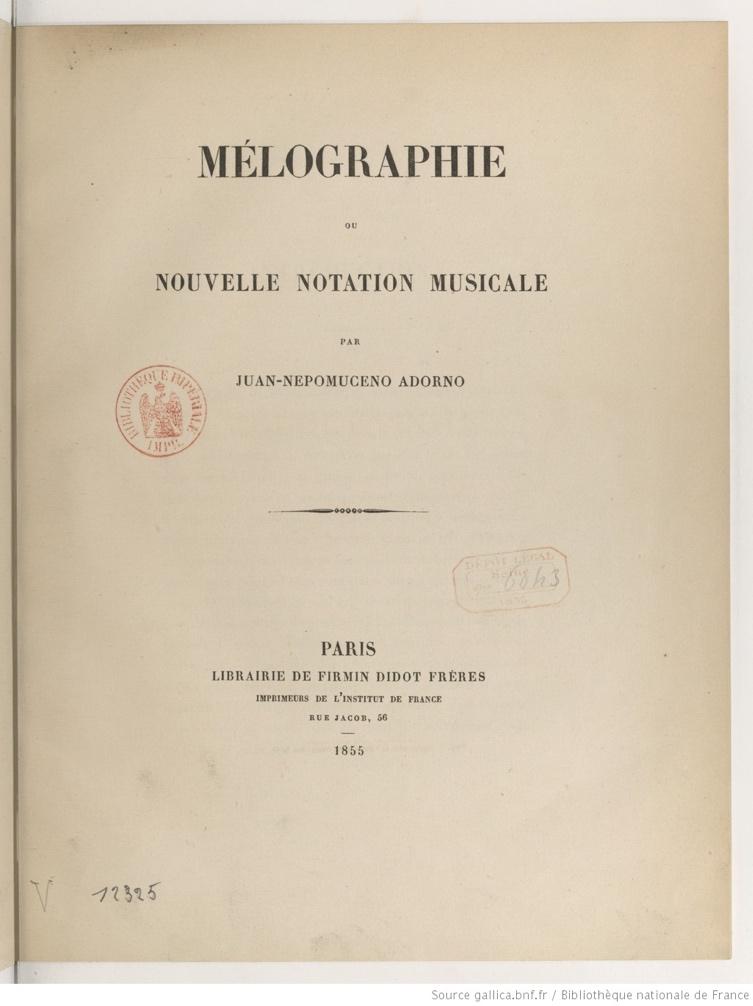 MÉLOGRAPHIE
OU
NOUVELLE NOTATION MUSICALE
PAR
JUAN-NEPOMUCENO ADORNO
BIBLIOTHÈQUE IMPÉRIALE
IMPR.
DÉPOT LÉGAL
6043
PARIS
LIBRAIRIE DE FIRMIN DIDOT FRÈRES
IMPRIMEURS DE L'INSTITUT DE FRANCE
RUE JACOB, 56
1855
V 12325
Source gallica.bnf.fr / Bibliothèque nationale de France